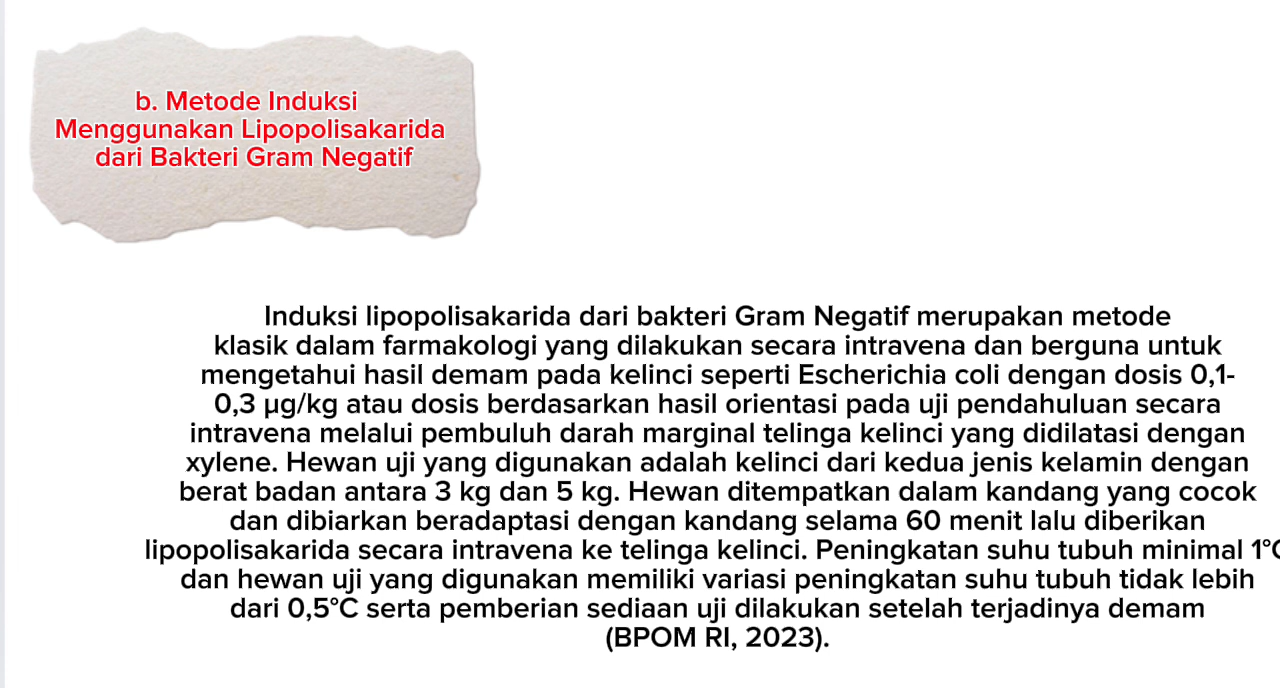 b. Metode Induksi
Menggunakan Lipopolisakarida
dari Bakteri Gram Negatif
Induksi lipopolisakarida dari bakteri Gram Negatif merupakan metode
klasik dalam farmakologi yang dilakukan secara intravena dan berguna untuk
mengetahui hasil demam pada kelinci seperti Escherichia coli dengan dosis 0,1-
0,3 µg/kg atau dosis berdasarkan hasil orientasi pada uji pendahuluan secara
intravena melalui pembuluh darah marginal telinga kelinci yang didilatasi dengan
xylene. Hewan uji yang digunakan adalah kelinci dari kedua jenis kelamin dengan
berat badan antara 3 kg dan 5 kg. Hewan ditempatkan dalam kandang yang cocok
dan dibiarkan beradaptasi dengan kandang selama 60 menit lalu diberikan
lipopolisakarida secara intravena ke telinga kelinci. Peningkatan suhu tubuh minimal 1°C
dan hewan uji yang digunakan memiliki variasi peningkatan suhu tubuh tidak lebih
dari 0,5°C serta pemberian sediaan uji dilakukan setelah terjadinya demam
(BPOM RI, 2023).